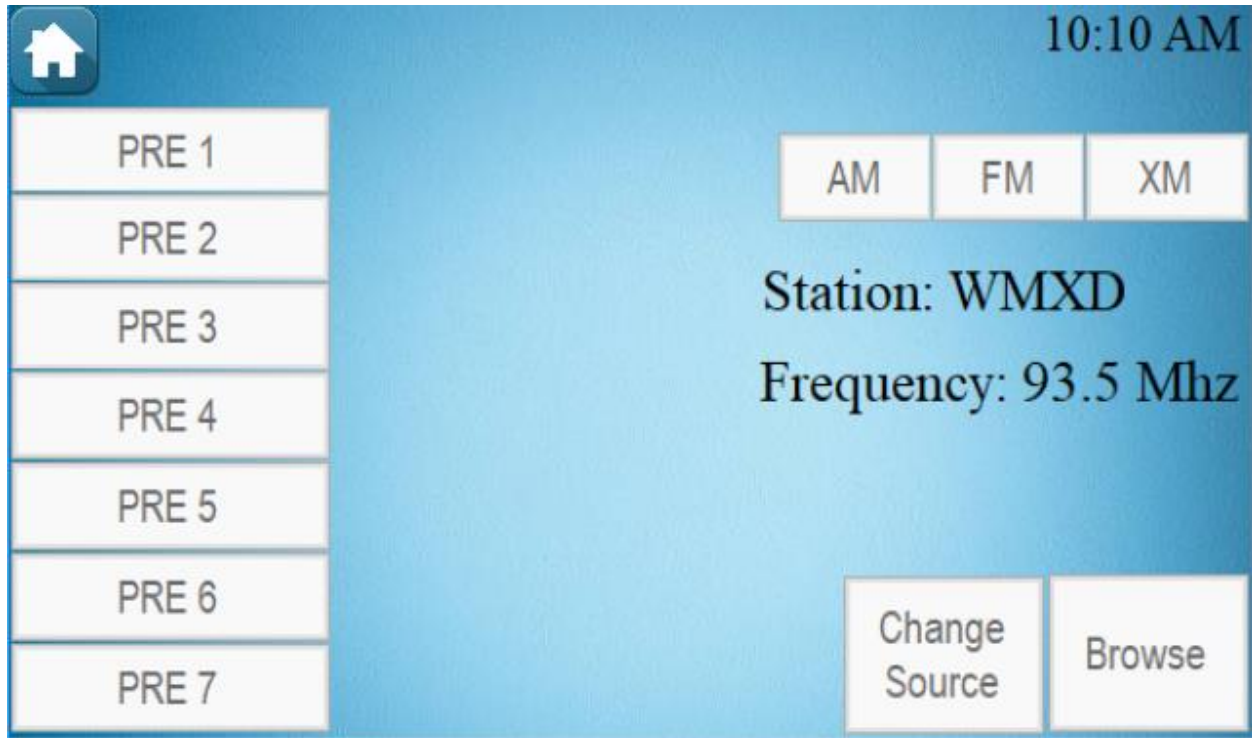 10:10 AM
PRE 1
PRE 2
PRE 3
PRE 4
PRE 5
PRE 6
PRE 7
AM FM XM
Station: WMXD
Frequency: 93.5 Mhz
Change
Source
Browse